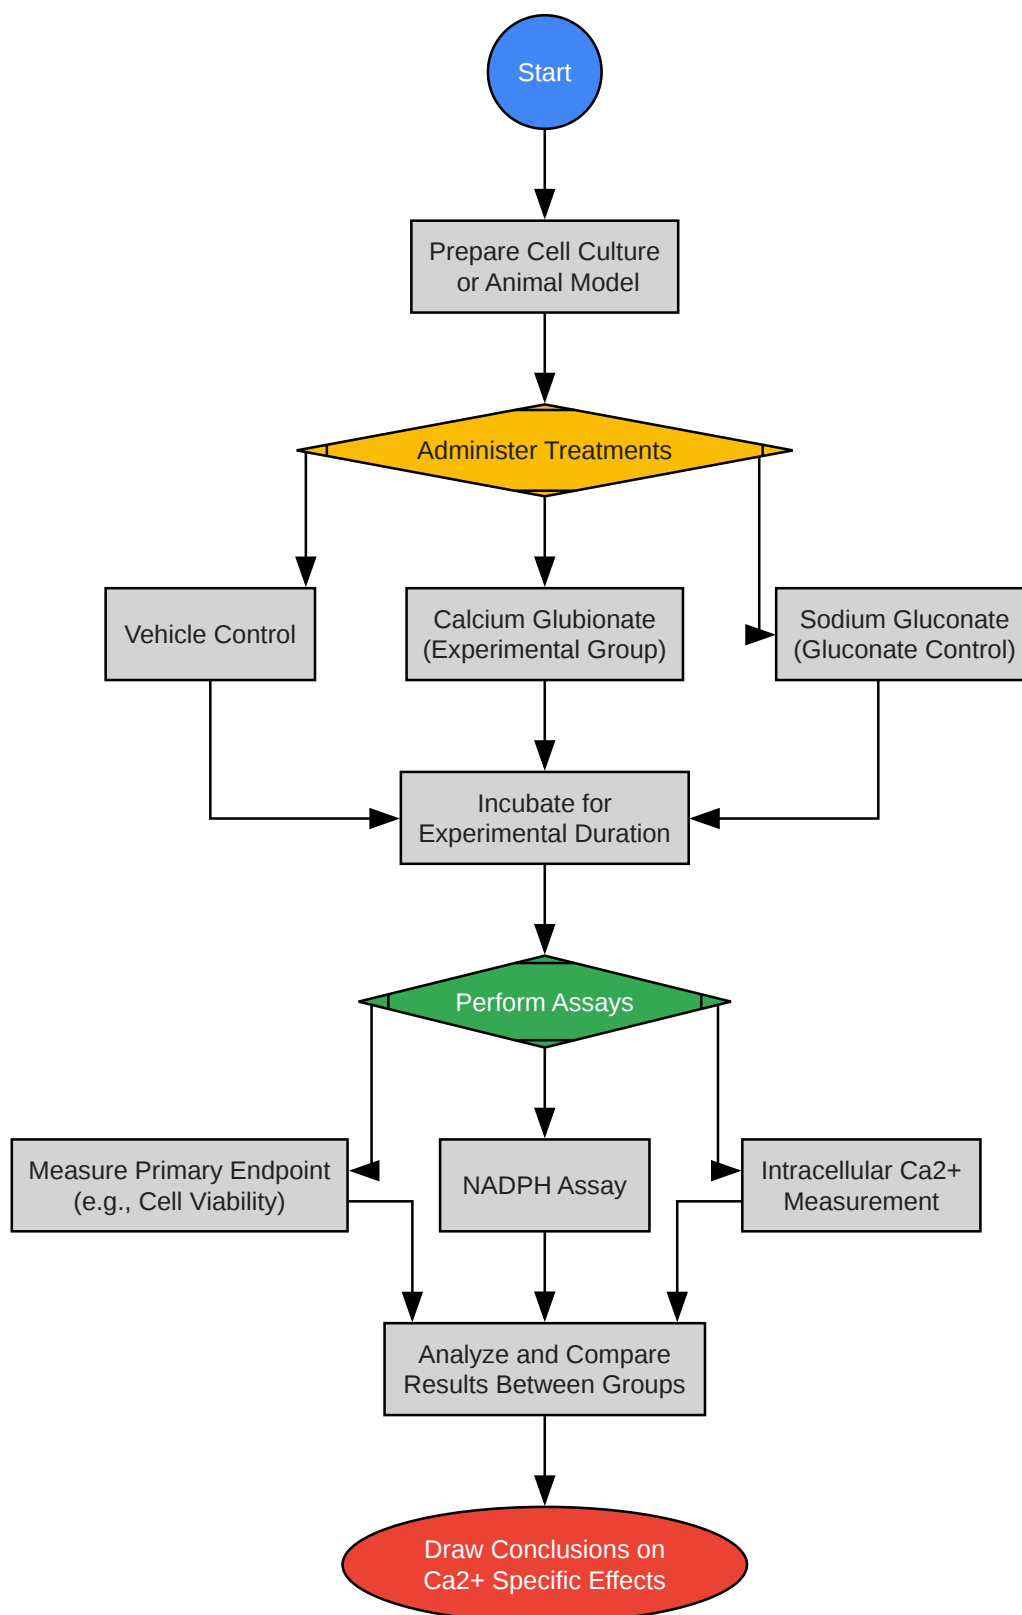 Start
Prepare Cell Culture
or Animal Model
Administer Treatments
Vehicle Control
Calcium Glubionate
(Experimental Group)
Sodium Gluconate
(Gluconate Control)
Incubate for
Experimental Duration
Perform Assays
Measure Primary Endpoint
(e.g., Cell Viability)
NADPH Assay
Intracellular Ca2+
Measurement
Analyze and Compare
Results Between Groups
Draw Conclusions on
Ca2+ Specific Effects